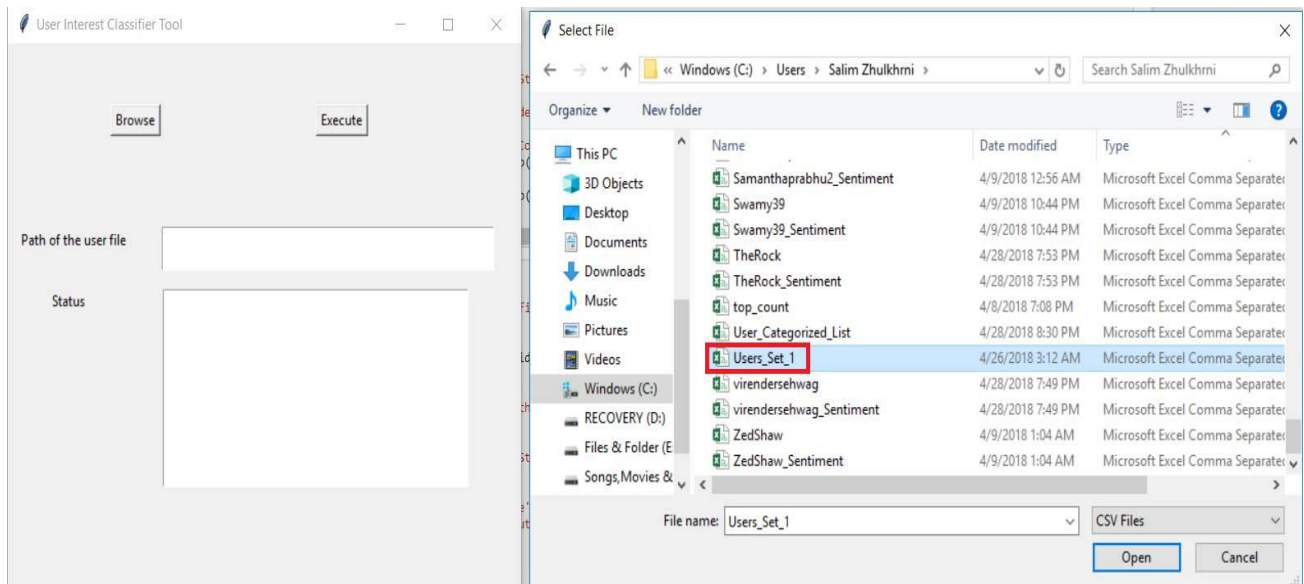 User Interest Classifier Tool
Browse
Execute
Path of the user file
Status
Select File
« Windows (C:) › Users › Salim Zhulkhrni ›
Search Salim Zhulkhrni
Organize
New folder
Name Date modified Type
This PC
3D Objects
Desktop
Documents
Downloads
Music
Pictures
Videos
Windows (C:)
RECOVERY (D:)
Files & Folder (E
Songs,Movies &
Samanthaprabhu2_Sentiment 4/9/2018 12:56 AM Microsoft Excel Comma Separated
Swamy39 4/9/2018 10:44 PM Microsoft Excel Comma Separated
Swamy39_Sentiment 4/9/2018 10:44 PM Microsoft Excel Comma Separated
TheRock 4/28/2018 7:53 PM Microsoft Excel Comma Separated
TheRock_Sentiment 4/28/2018 7:53 PM Microsoft Excel Comma Separated
top_count 4/8/2018 7:08 PM Microsoft Excel Comma Separated
User_Categorized_List 4/28/2018 8:30 PM Microsoft Excel Comma Separated
Users_Set_1 4/26/2018 3:12 AM Microsoft Excel Comma Separated
virendersehwag 4/28/2018 7:49 PM Microsoft Excel Comma Separated
virendersehwag_Sentiment 4/28/2018 7:49 PM Microsoft Excel Comma Separated
ZedShaw 4/9/2018 1:04 AM Microsoft Excel Comma Separated
ZedShaw_Sentiment 4/9/2018 1:04 AM Microsoft Excel Comma Separated
File name: Users_Set_1
CSV Files
Open
Cancel